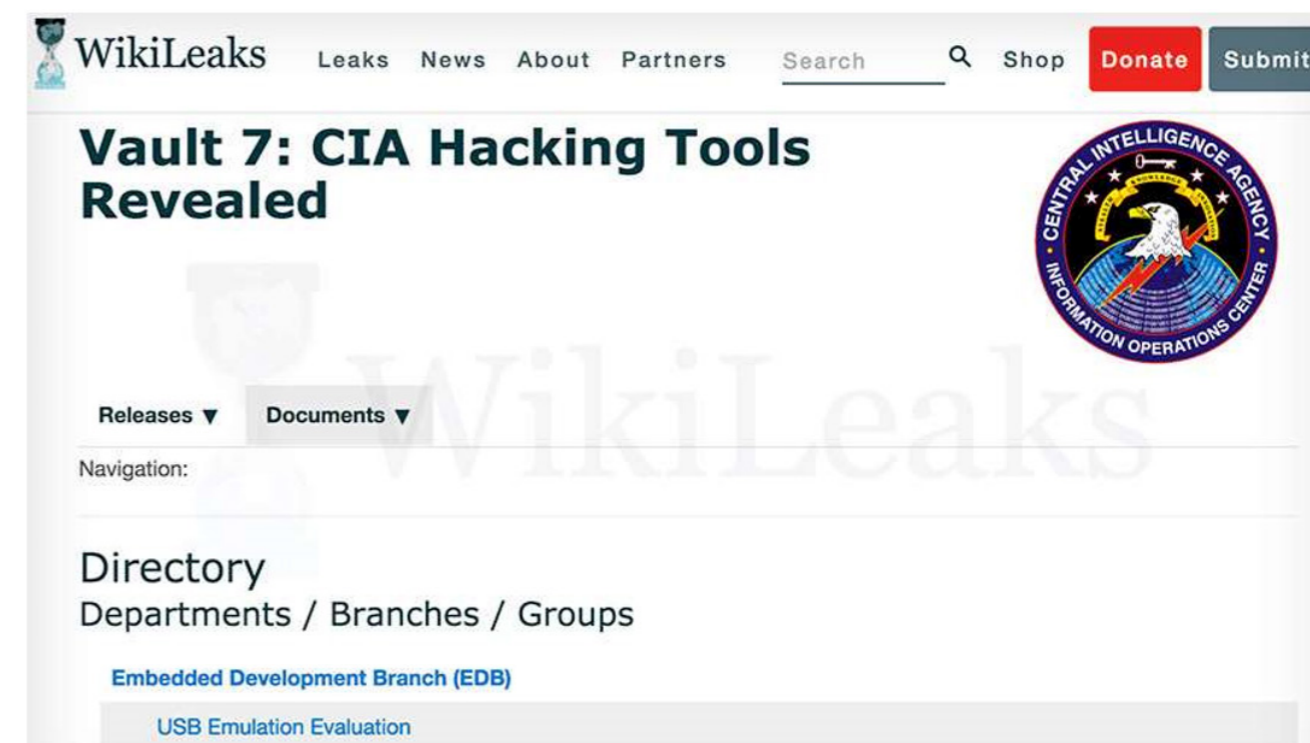 WikiLeaks Leaks News About Partners Search Shop Donate Submit
Vault 7: CIA Hacking Tools
Revealed
CENTRAL INTELLIGENCE AGENCY
INFORMATION OPERATIONS CENTER
WikiLeaks
Releases ▼ Documents ▼
Navigation:
Directory
Departments / Branches / Groups
Embedded Development Branch (EDB)
USB Emulation Evaluation